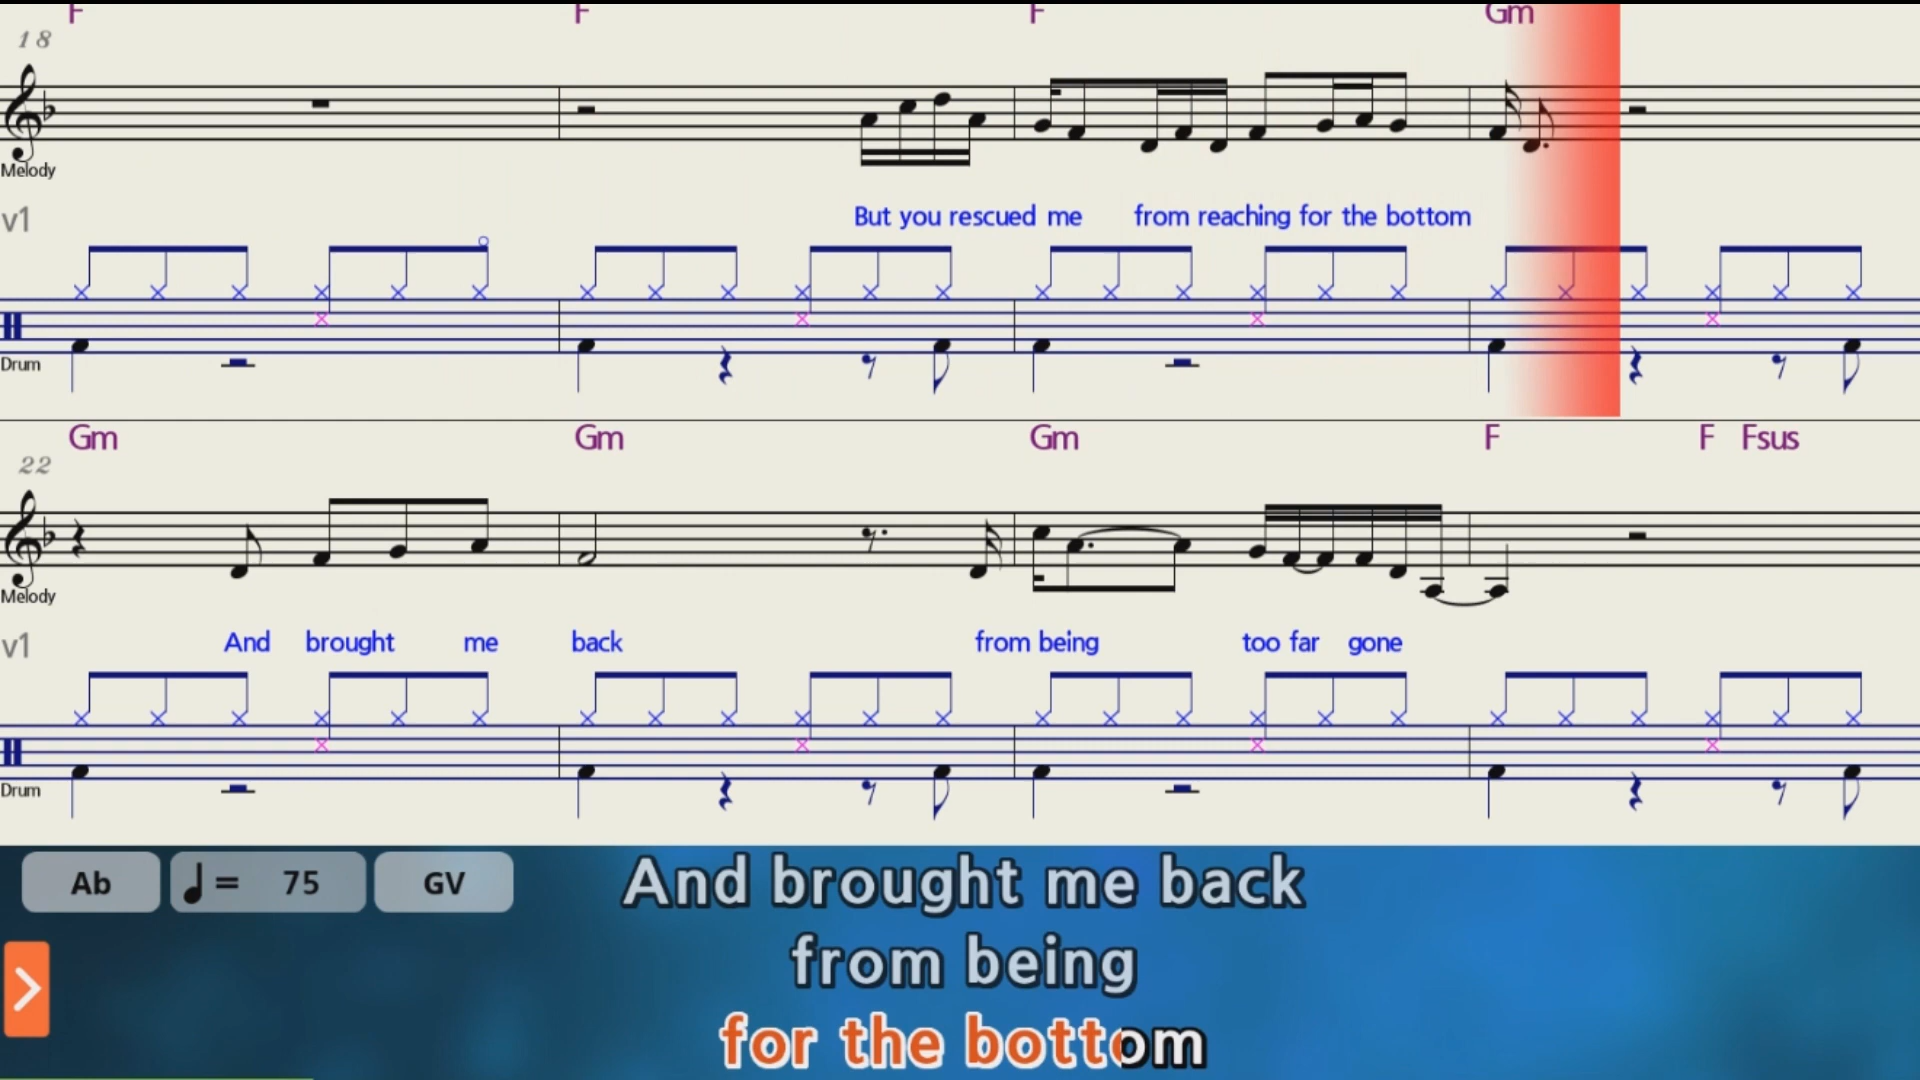 F F F Gm
18
Melody
But you rescued me from reaching for the bottom
v1
Drum
Gm Gm Gm F F Fsus
22
Melody
And brought me back from being too far gone
v1
Drum
Ab = 75 GV
And brought me back
from being
for the bottom